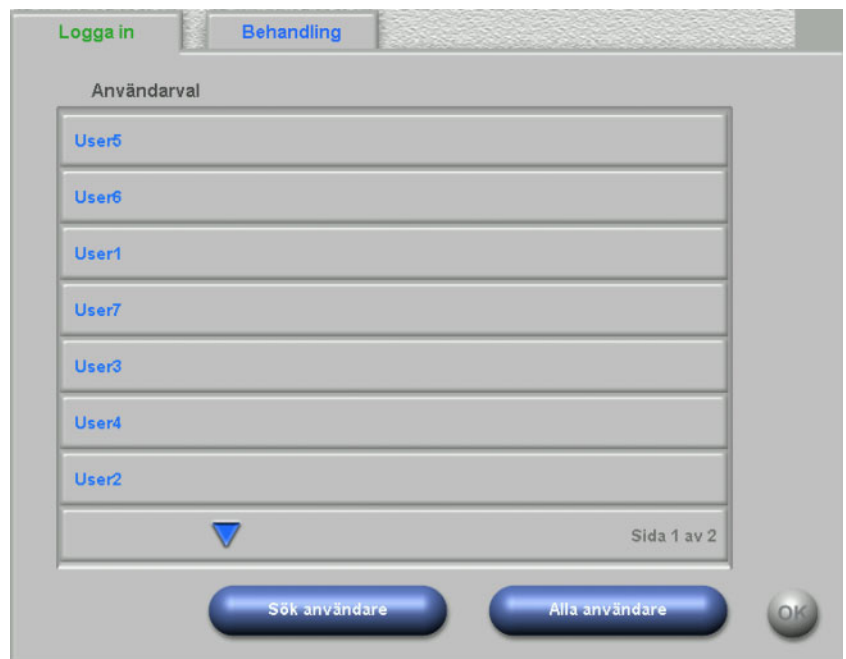 Logga in
Behandling
Användarval
User5
User6
User1
User7
User3
User4
User2
Sida 1 av 2
Sök användare
Alla användare
OK